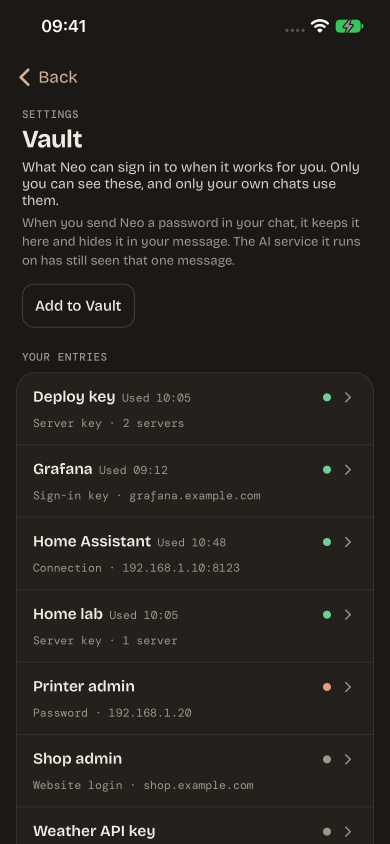 09:41
Back
SETTINGS
Vault
What Neo can sign in to when it works for you. Only
you can see these, and only your own chats use
them.
When you send Neo a password in your chat, it keeps it
here and hides it in your message. The AI service it runs
on has still seen that one message.
Add to Vault
YOUR ENTRIES
Deploy key Used 10:05
Server key · 2 servers
Grafana Used 09:12
Sign-in key · grafana.example.com
Home Assistant Used 10:48
Connection · 192.168.1.10:8123
Home lab Used 10:05
Server key · 1 server
Printer admin
Password · 192.168.1.20
Shop admin
Website login · shop.example.com
Weather API key